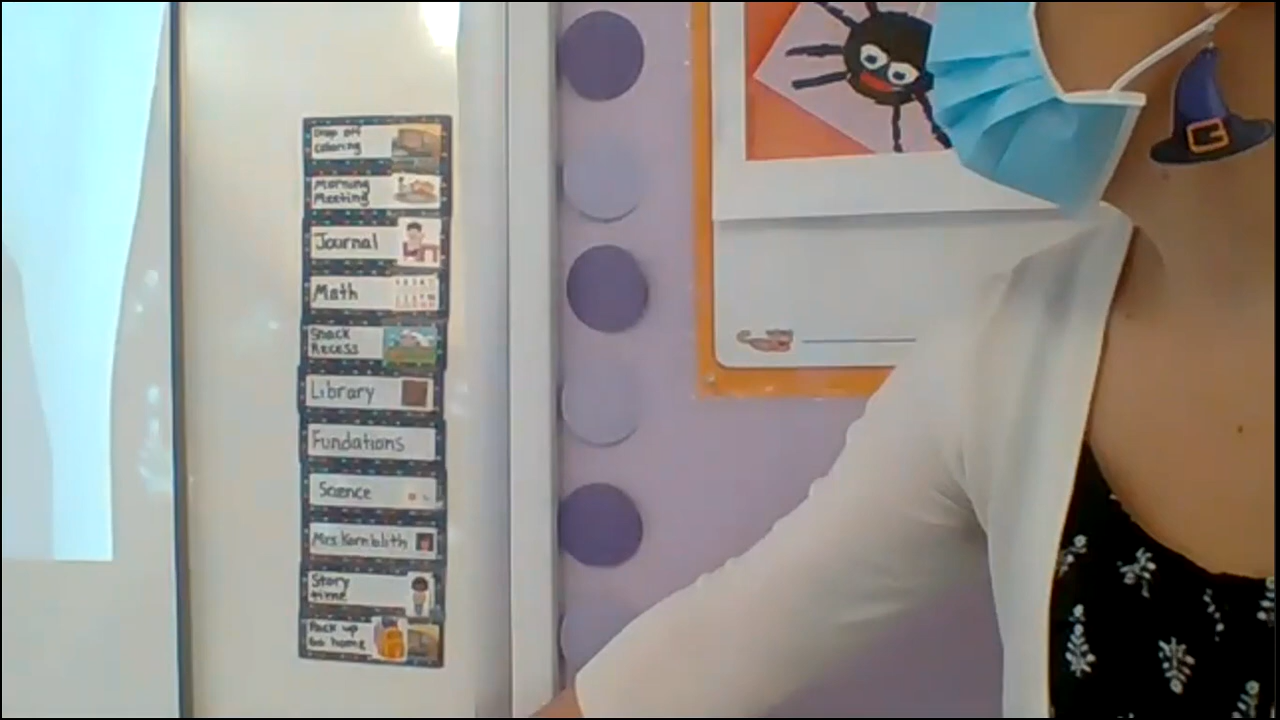 Drop off
coloring
Morning
Meeting
Journal
Math
Snack
Recess
Library
Fundations
Science
Mrs Kornblith
Story
time
Pack up
Go home